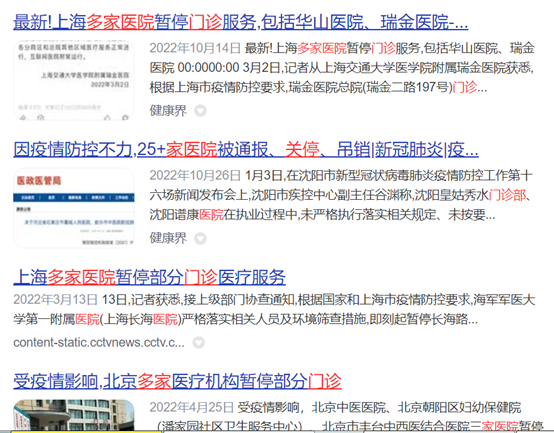 最新!上海多家医院暂停门诊服务,包括华山医院、瑞金医院-...
各分院区和总院其他区域医疗服务正常进
行、互联网医院照常运行。
上海交通大学医学院附属瑞金医院
2022年3月2日
2022年10月14日 最新!上海多家医院暂停门诊服务,包括华山医院、瑞金
医院 00:0000:00 3月2日,记者从上海交通大学医学院附属瑞金医院获悉,
根据上海市疫情防控要求,瑞金医院总院(瑞金二路197号)门诊...
健康界
因疫情防控不力,25+家医院被通报、关停、吊销|新冠肺炎|疫...
医政医管局
2022年10月26日 1月3日,在沈阳市新型冠状病毒肺炎疫情防控工作第十
六场新闻发布会上,沈阳市疾控中心副主任谷渊称,沈阳皇姑秀水门诊部、
沈阳谱康医院在执业过程中,未严格执行落实相关规定、未按要...
健康界
上海多家医院暂停部分门诊医疗服务
2022年3月13日 13日,记者获悉,接上级部门协查通知,根据国家和上海市疫情防控要求,海军军医大
学第一附属医院(上海长海医院)严格落实相关人员及环境筛查措施,即刻起暂停长海路...
content-static.cctvnews.cctv.c...
受疫情影响,北京多家医疗机构暂停部分门诊
2022年4月25日 受疫情影响，北京中医医院、北京朝阳区妇幼保健院
（潘家园社区卫生服务中心）、北京市丰台中西医结合医院三家医院暂停